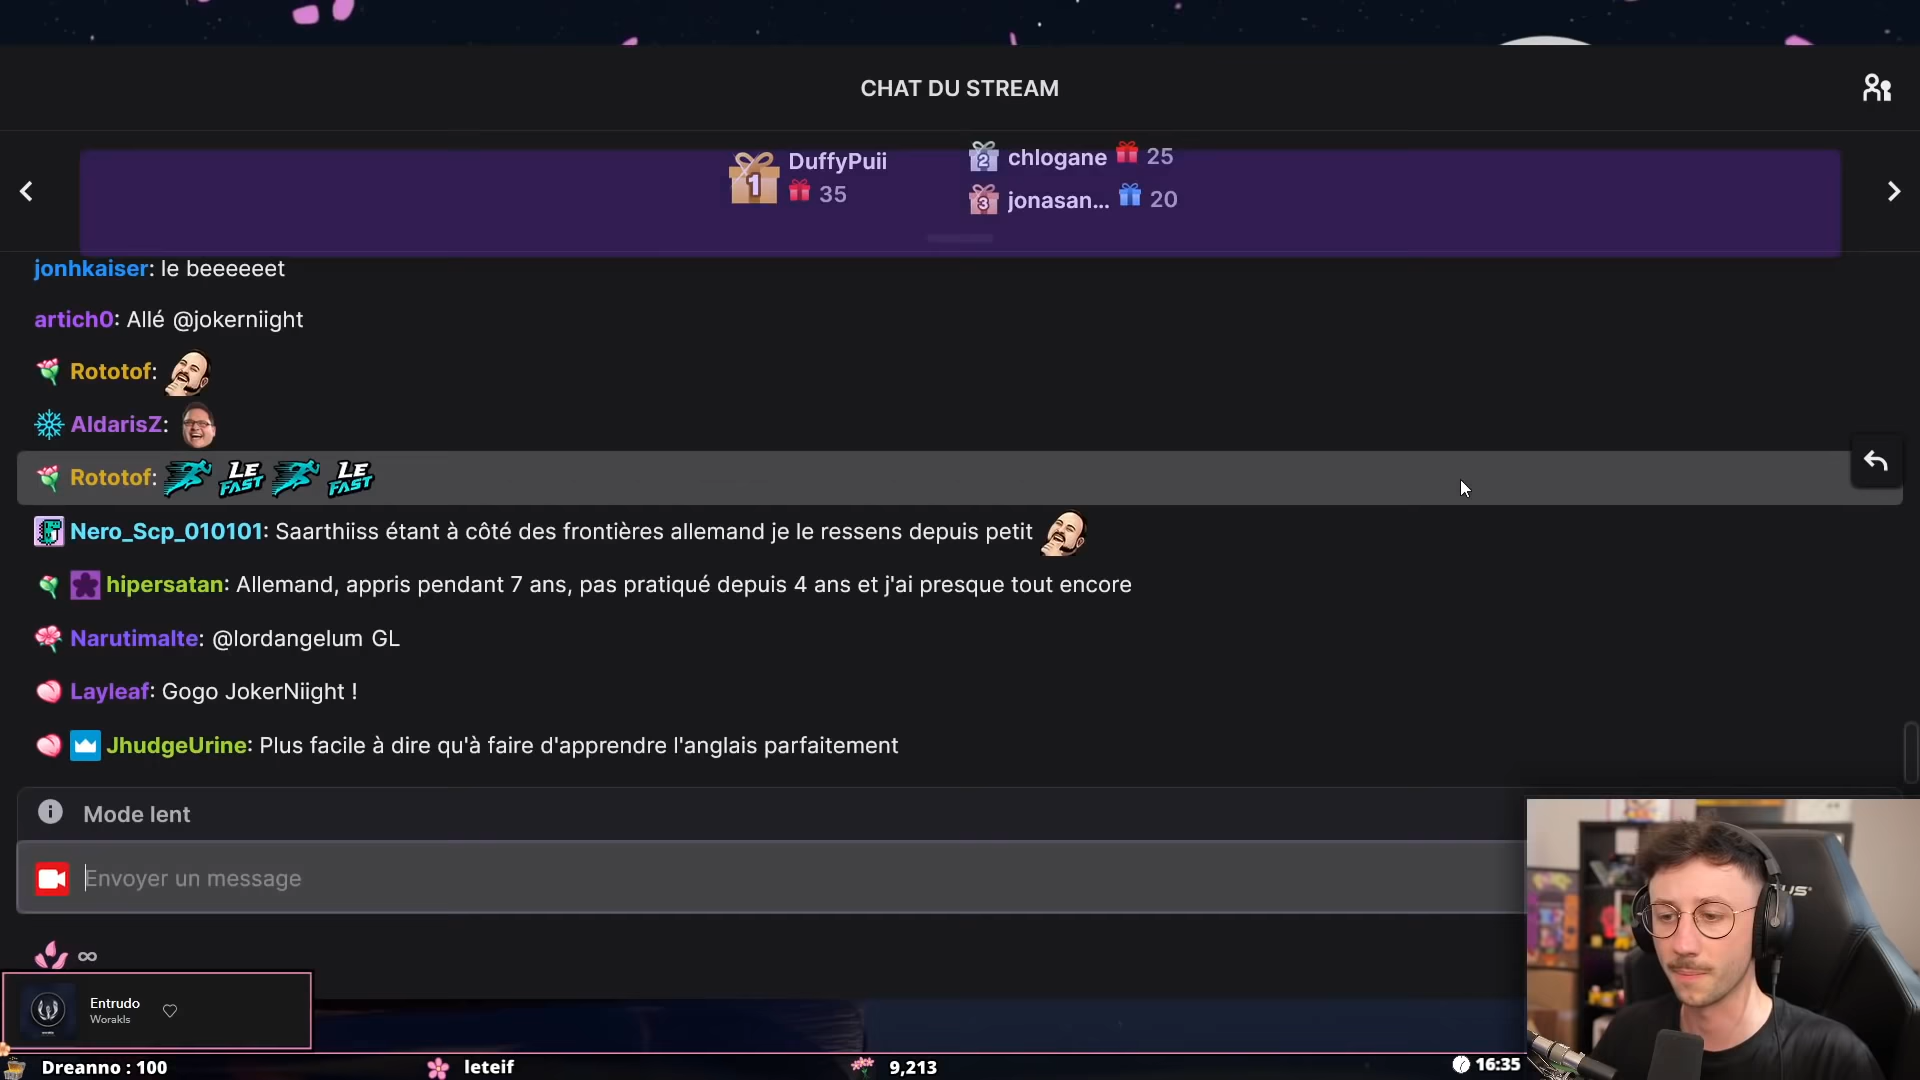 CHAT DU STREAM
1 DuffyPuii
35
2 chlogane 25
3 jonasan... 20
jonhkaiser: le beeeeeet
artich0: Allé @jokerniight
Rototof:
AldarisZ:
Rototof: LE FAST LE FAST
Nero_Scp_010101: Saarthiiss étant à côté des frontières allemand je le ressens depuis petit
hipersatan: Allemand, appris pendant 7 ans, pas pratiqué depuis 4 ans et j'ai presque tout encore
Narutimalte: @lordangelum GL
Layleaf: Gogo JokerNiight !
JhudgeUrine: Plus facile à dire qu'à faire d'apprendre l'anglais parfaitement
Mode lent
Envoyer un message
∞
Entrudo
Worakls
Dreanno : 100
leteif
9,213
16:35